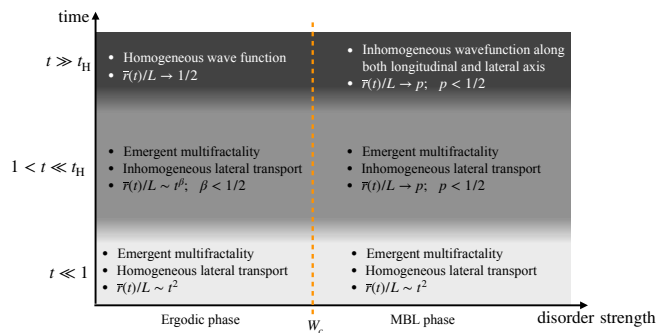 time
t ≫ t_H
• Homogeneous wave function
• r̅(t)/L → 1/2
• Inhomogeneous wavefunction along
both longitudinal and lateral axis
• r̅(t)/L → p; p < 1/2
1 < t ≪ t_H
• Emergent multifractality
• Inhomogeneous lateral transport
• r̅(t)/L ∼ t^β; β < 1/2
• Emergent multifractality
• Inhomogeneous lateral transport
• r̅(t)/L → p; p < 1/2
t ≪ 1
• Emergent multifractality
• Homogeneous lateral transport
• r̅(t)/L ∼ t²
• Emergent multifractality
• Homogeneous lateral transport
• r̅(t)/L ∼ t²
Ergodic phase
W_c
MBL phase
disorder strength